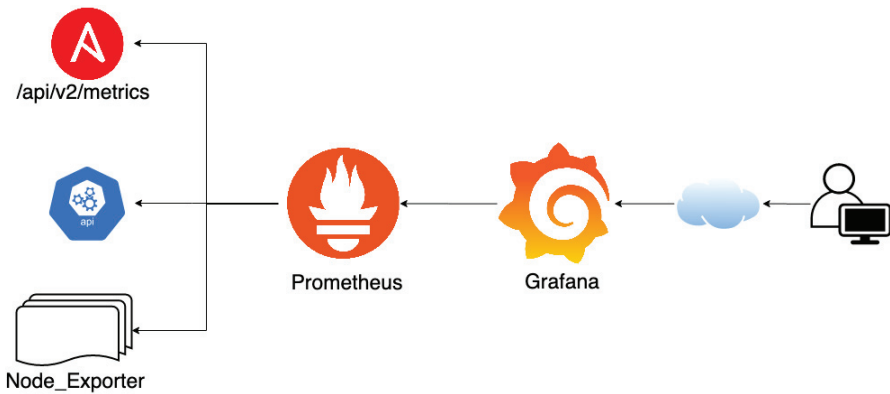 /api/v2/metrics
api
Prometheus
Grafana
Node_Exporter